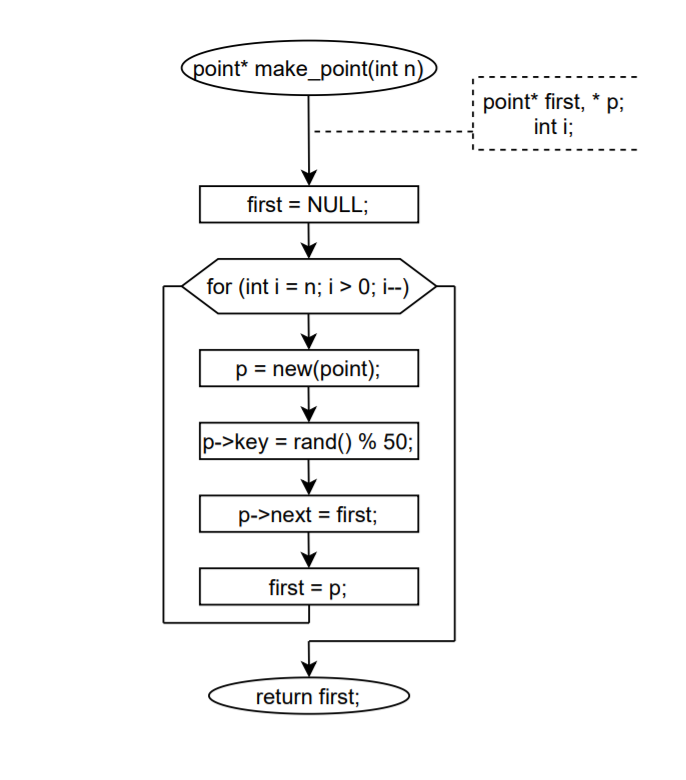 point* make_point(int n)
point* first, * p;
int i;
first = NULL;
for (int i = n; i > 0; i--)
p = new(point);
p->key = rand() % 50;
p->next = first;
first = p;
return first;